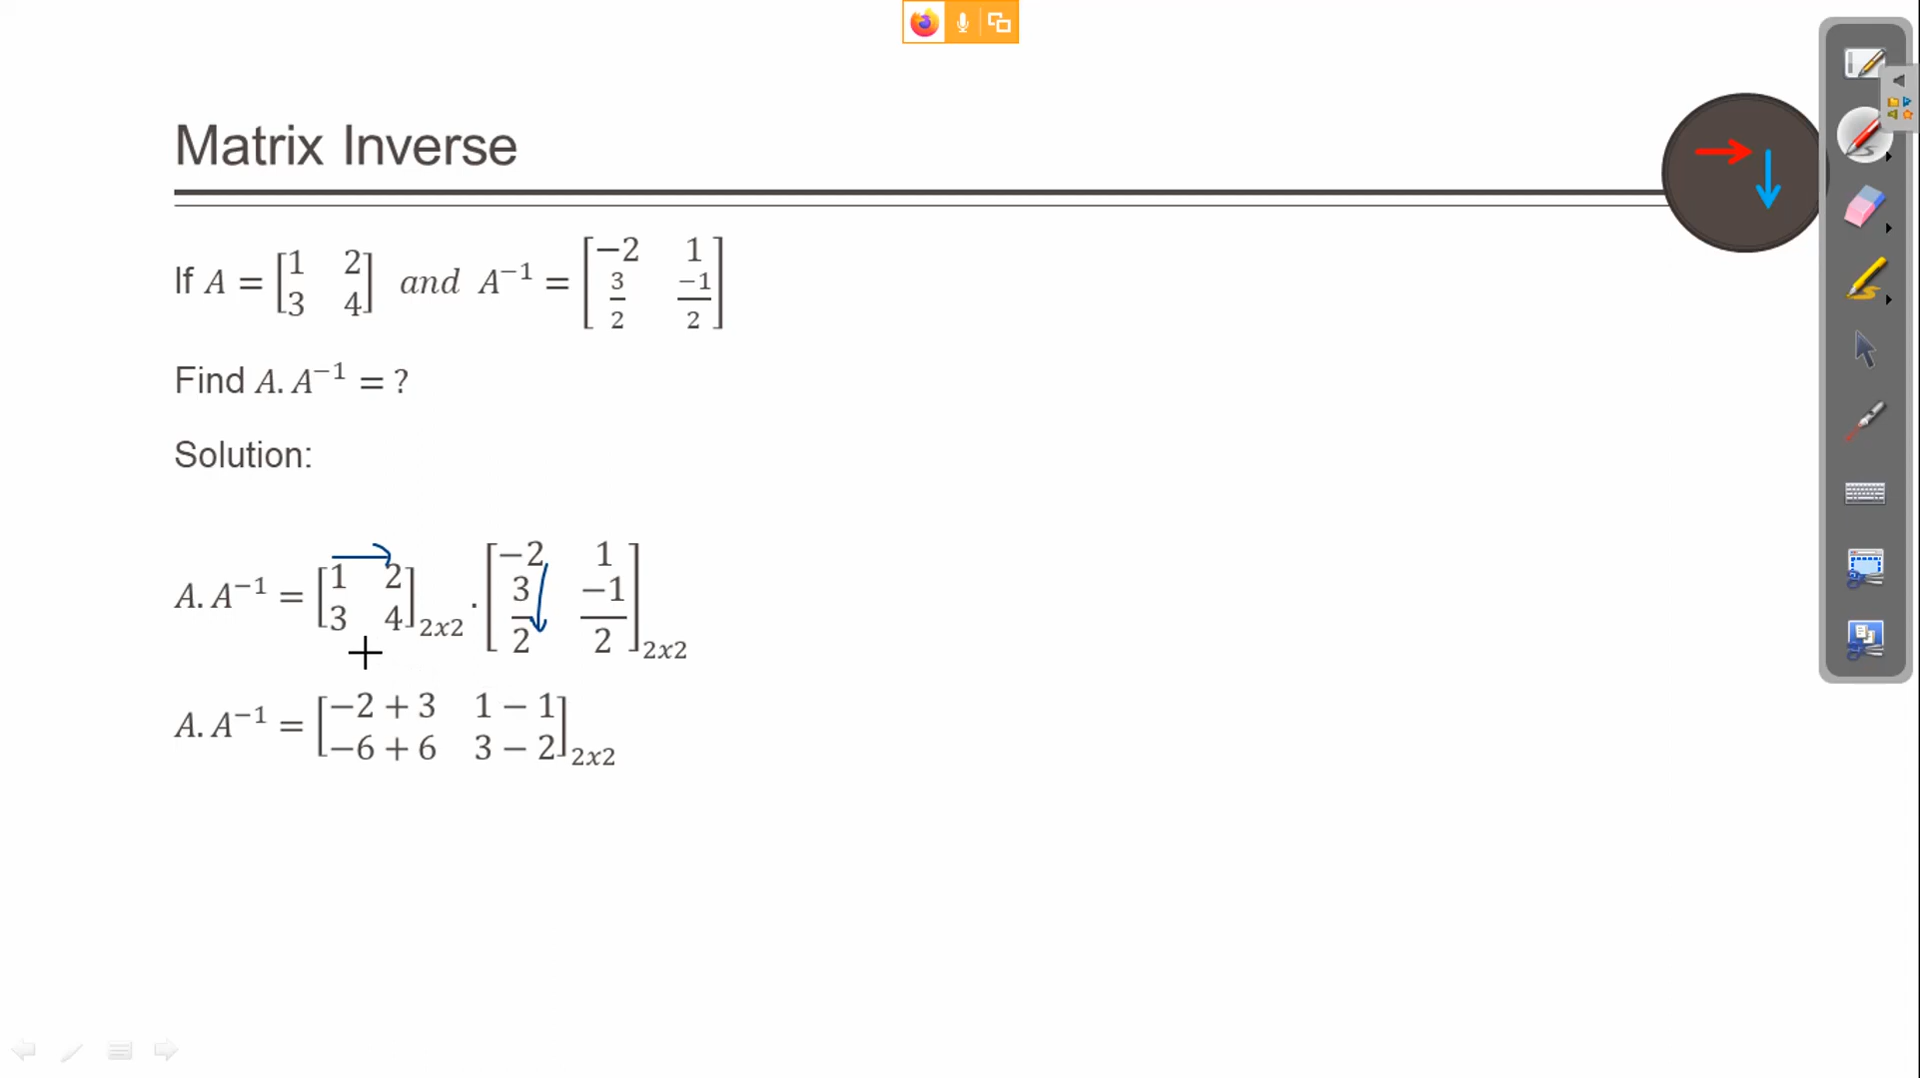 Matrix Inverse
If A = [1 2; 3 4] and A⁻¹ = [−2 1; 3/2 −1/2]
Find A. A⁻¹ = ?
Solution:
A. A⁻¹ = [1 2; 3 4]₂ₓ₂ . [−2 1; 3/2 −1/2]₂ₓ₂
A. A⁻¹ = [−2 + 3 1 − 1; −6 + 6 3 − 2]₂ₓ₂